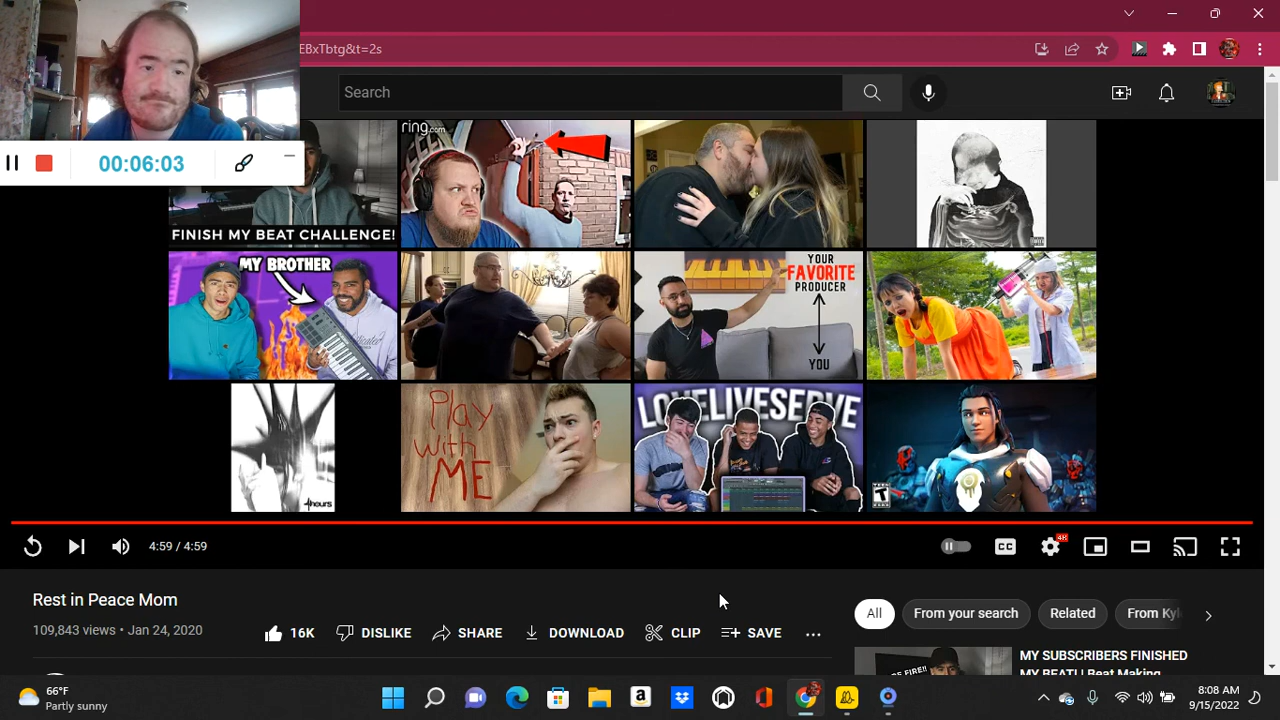 EBxTbtg&t=2s
Search
00:06:03
ring.com
FINISH MY BEAT CHALLENGE!
MY BROTHER
YOUR
FAVORITE
PRODUCER
YOU
Play
with
ME
LOVELIVESERVE
T
4:59 / 4:59
CC
4K
Rest in Peace Mom
109,843 views • Jan 24, 2020
16K
DISLIKE
SHARE
DOWNLOAD
CLIP
SAVE
All
From your search
Related
From Kyl
MY SUBSCRIBERS FINISHED
MY BEAT! | Beat Making
66°F
Partly sunny
8:08 AM
9/15/2022